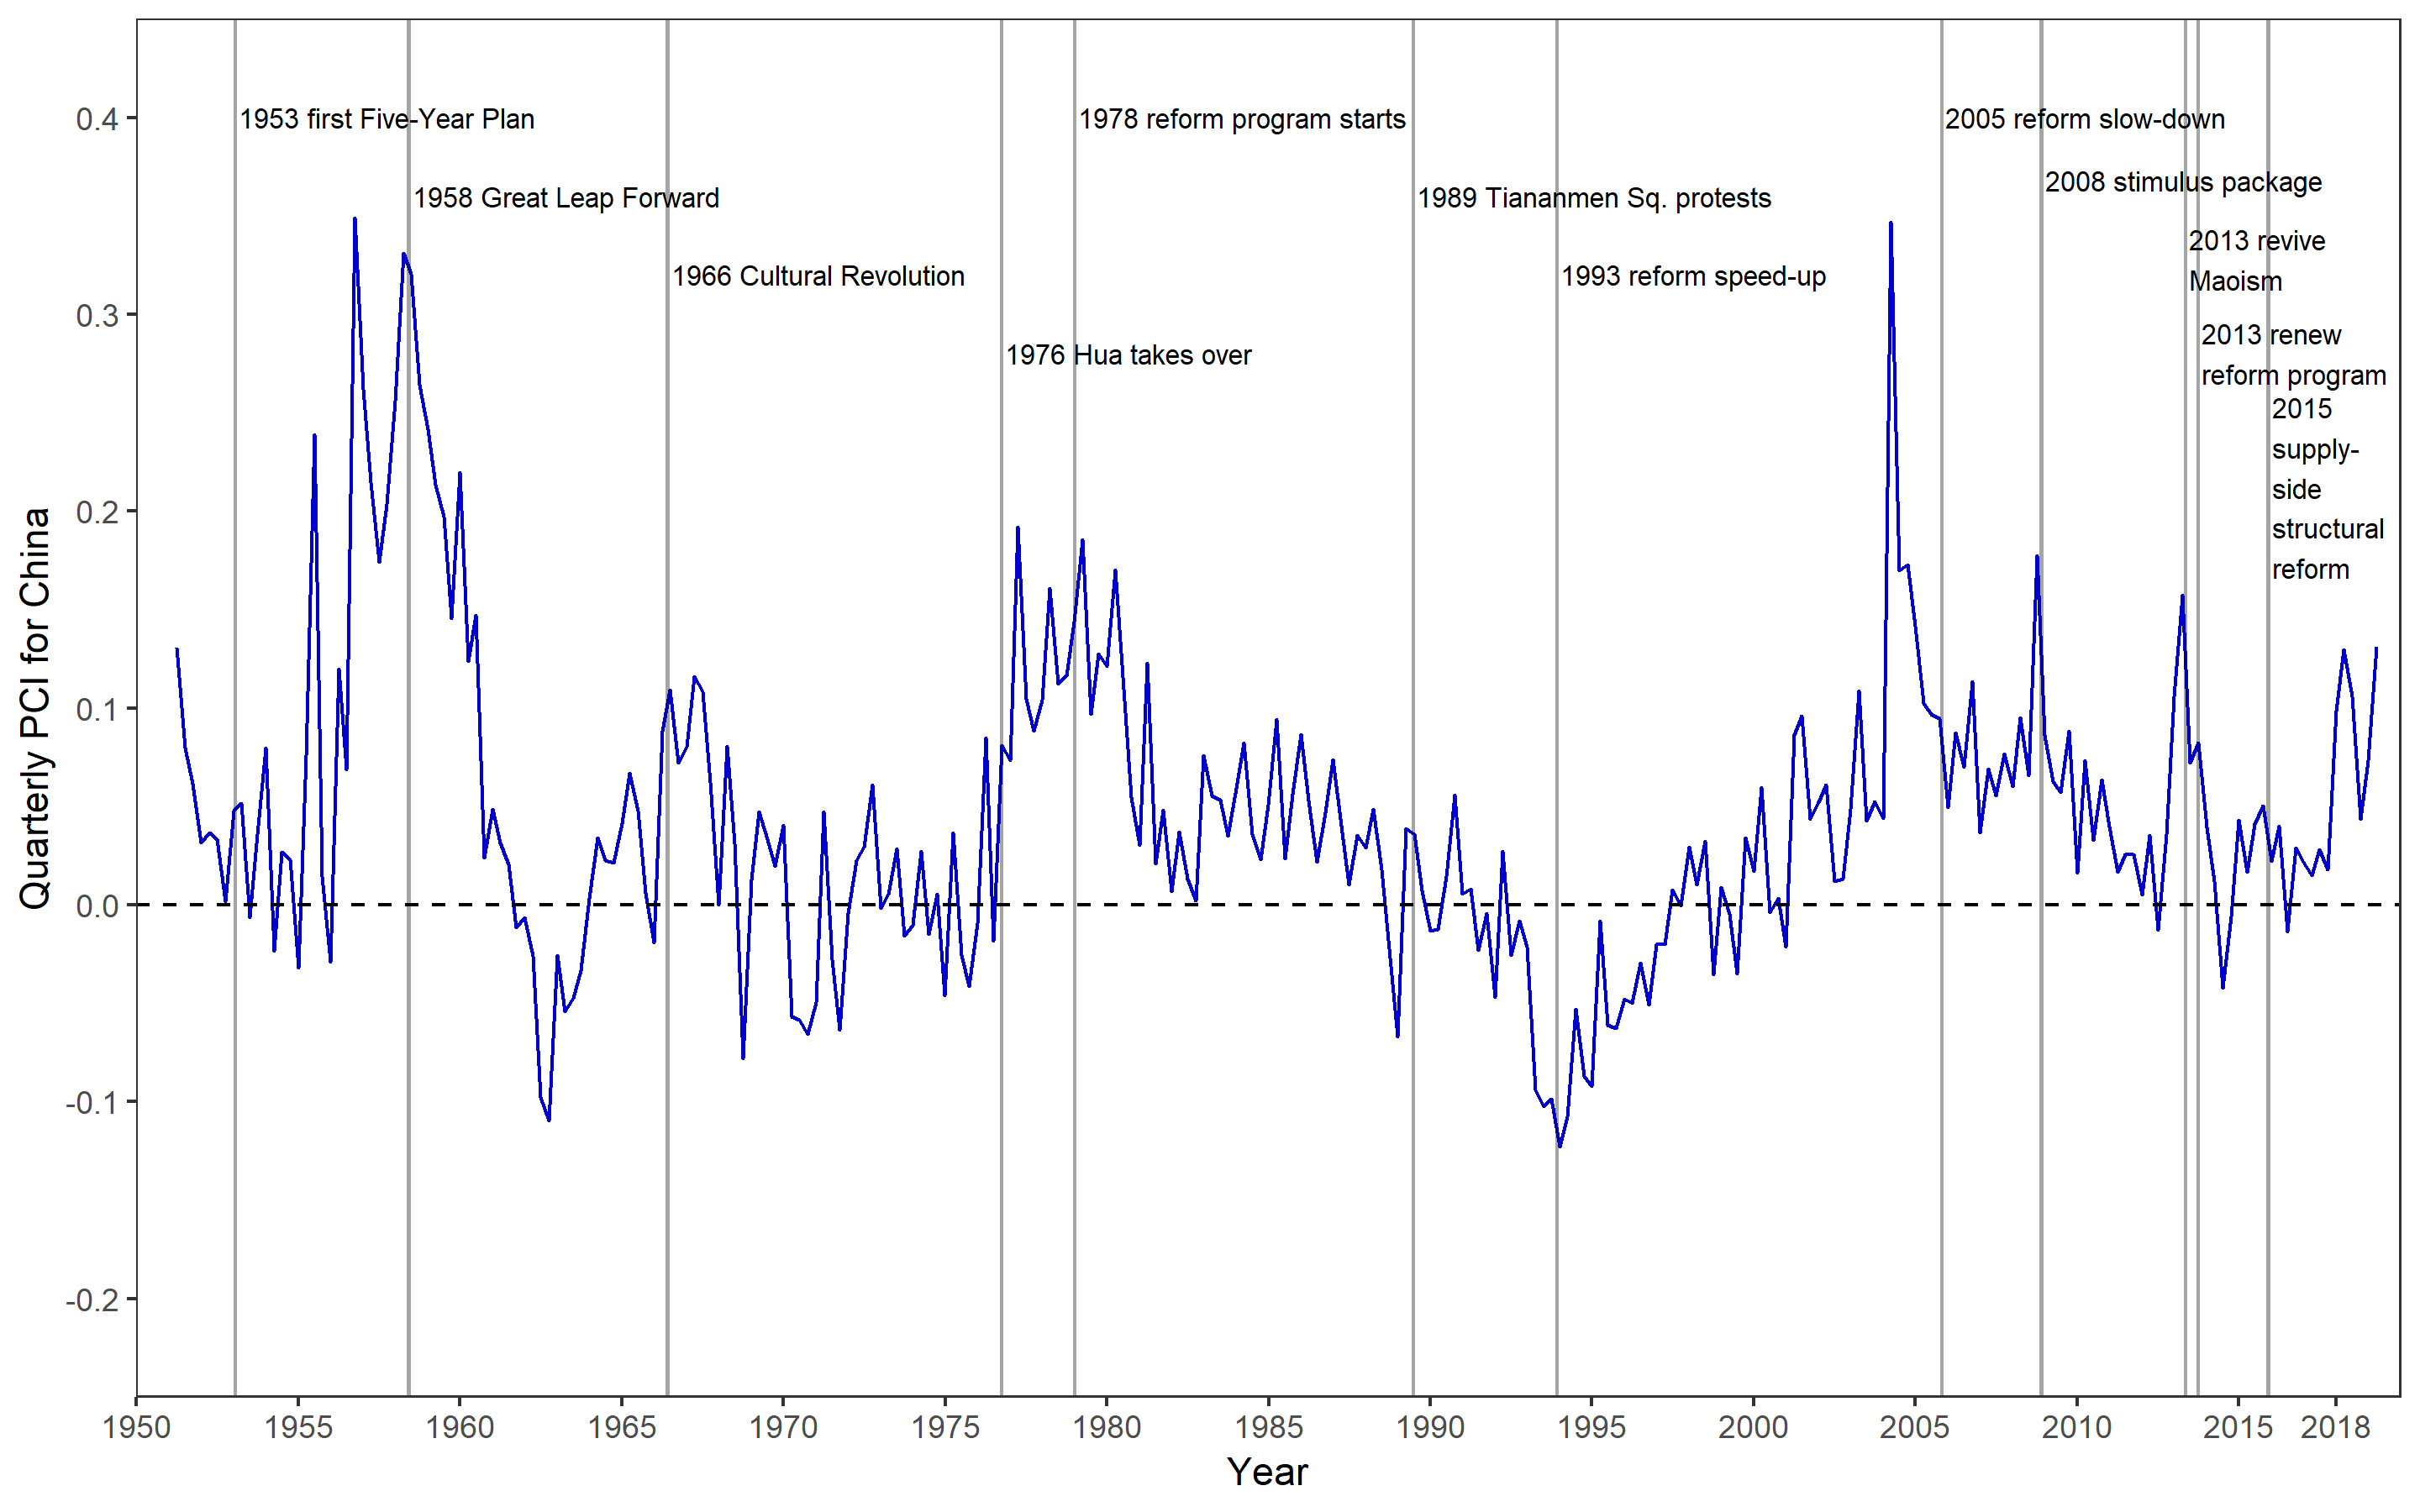 1953 first Five-Year Plan
1978 reform program starts
2005 reform slow-down
1958 Great Leap Forward
1989 Tiananmen Sq. protests
2008 stimulus package
1966 Cultural Revolution
1993 reform speed-up
2013 revive
Maoism
1976 Hua takes over
2013 renew
reform program
2015
supply-
side
structural
reform
Quarterly PCI for China
0.4
0.3
0.2
0.1
0.0
-0.1
-0.2
1950 1955 1960 1965 1970 1975 1980 1985 1990 1995 2000 2005 2010 2015 2018
Year